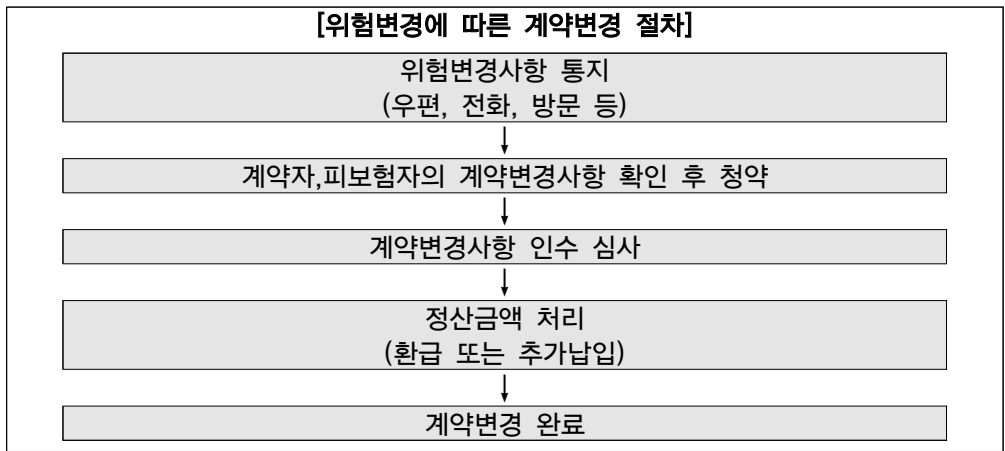 [위험변경에 따른 계약변경 절차]
위험변경사항 통지
(우편, 전화, 방문 등)
계약자,피보험자의 계약변경사항 확인 후 청약
계약변경사항 인수 심사
정산금액 처리
(환급 또는 추가납입)
계약변경 완료